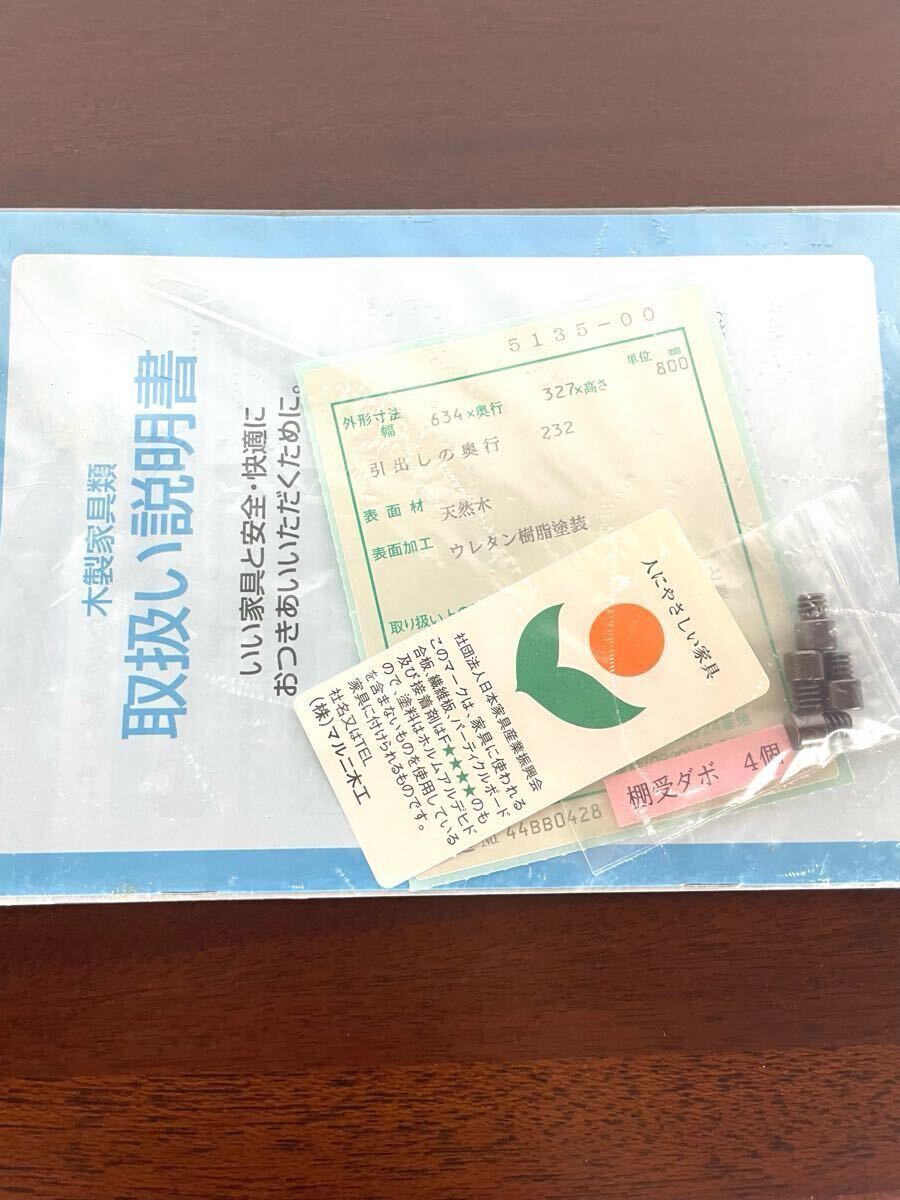 木製家具類
取扱い説明書
いい家具と安全・快適に
おつきあいいただくために。
5135-00
単位 mm
外形寸法
幅 634×奥行 327×高さ 800
引出しの奥行 232
表面材 天然木
表面加工 ウレタン樹脂塗装
取り扱い上の
人にやさしい家具
社団法人日本家具産業振興会
このマークは、家具に使われる
合板、繊維板、パーティクルボード
及び接着剤はF★★★★のも
ので、塗料はホルムアルデヒド
を含まないものを使用している
家具に付けられるものです。
社名又はTEL
(株)マルニ木工
棚受ダボ 4個
No 44BB0428